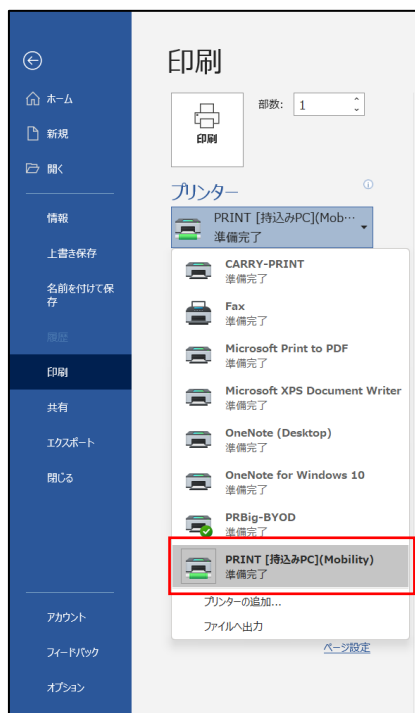 印刷
ホーム
新規
開く
情報
上書き保存
名前を付けて保
存
履歴
印刷
共有
エクスポート
閉じる
アカウント
フィードバック
オプション
印刷
部数: 1
プリンター
PRINT [持込みPC](Mob…
準備完了
CARRY-PRINT
準備完了
Fax
準備完了
Microsoft Print to PDF
準備完了
Microsoft XPS Document Writer
準備完了
OneNote (Desktop)
準備完了
OneNote for Windows 10
準備完了
PRBig-BYOD
準備完了
PRINT [持込みPC](Mobility)
準備完了
プリンターの追加...
ファイルへ出力
ページ設定